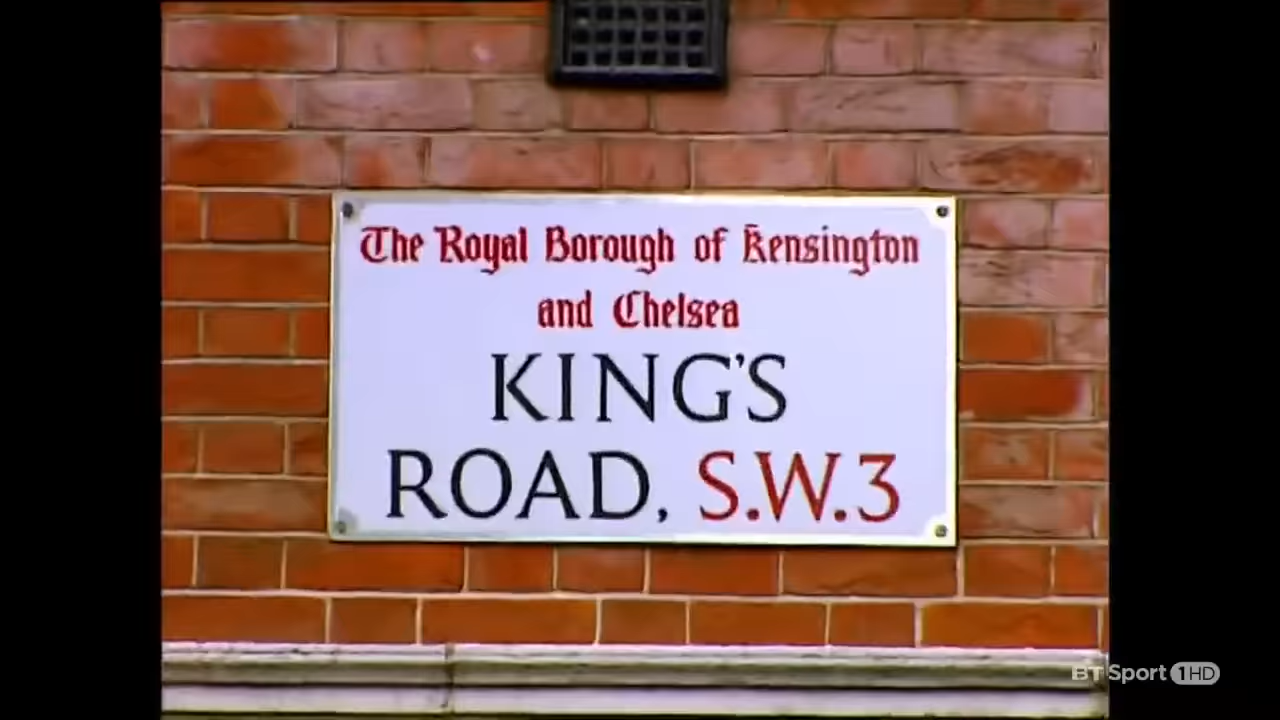 The Royal Borough of Kensington
and Chelsea
KING'S
ROAD, S.W.3
BT Sport 1HD